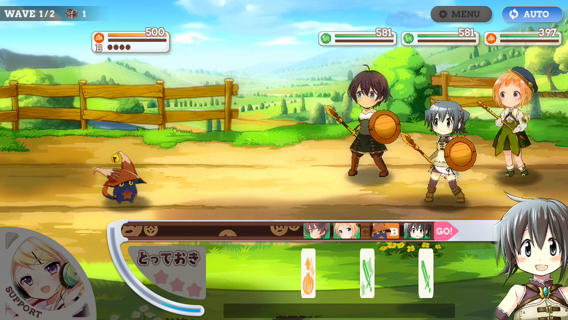 WAVE 1/2 1
MENU
AUTO
500
B
581
581
397
B
GO!
とっておき
SUPPORT